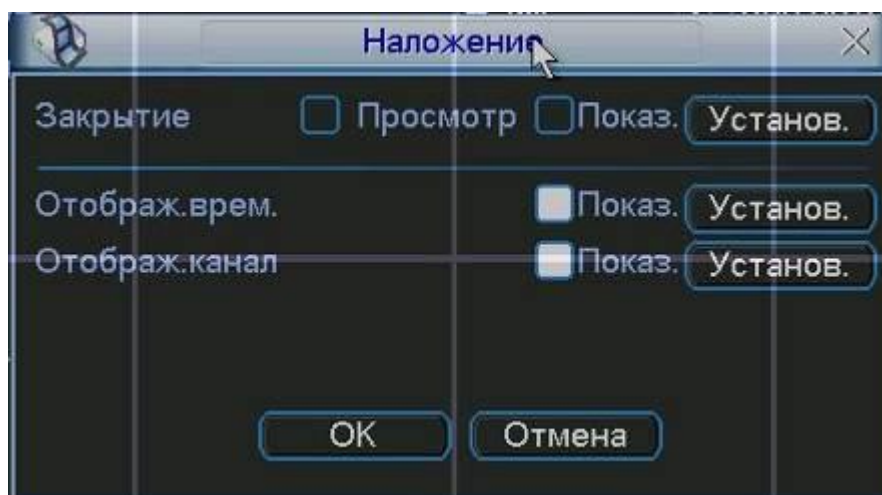 Наложение
Закрытие Просмотр Показ. Установ.
Отображ.врем. Показ. Установ.
Отображ.канал Показ. Установ.
OK Отмена